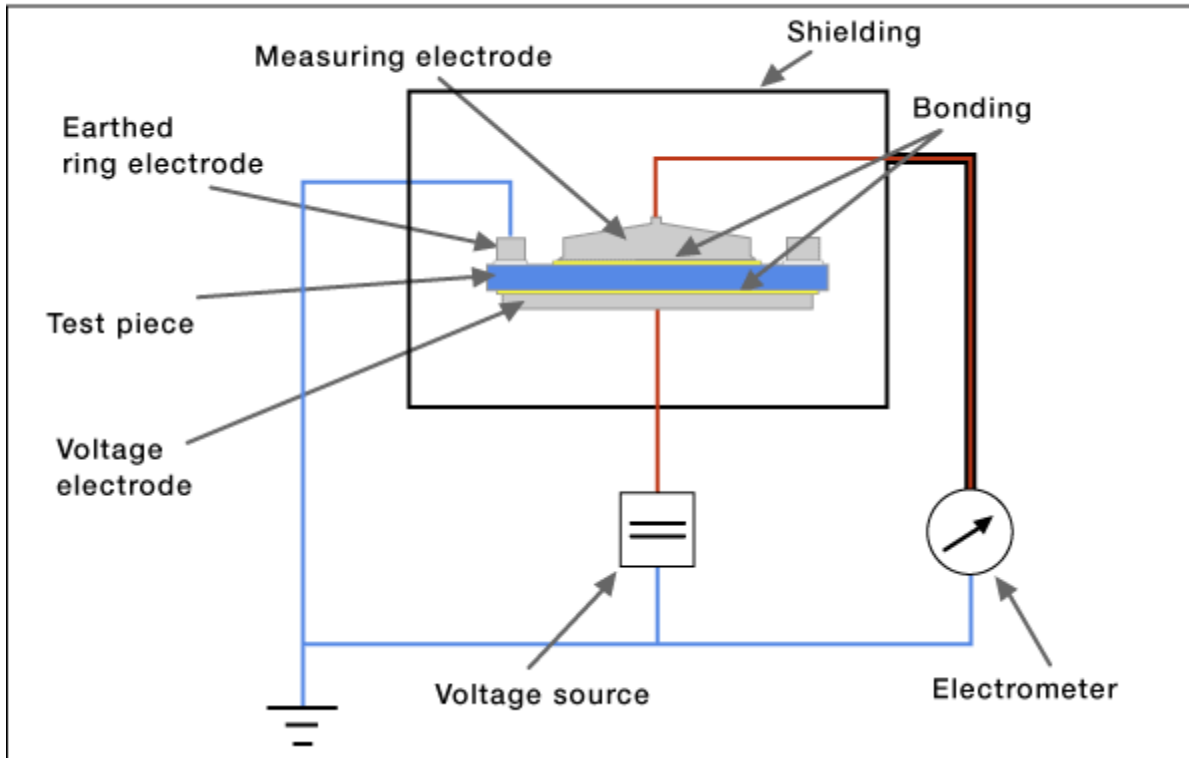 Shielding
Measuring electrode
Bonding
Earthed
ring electrode
Test piece
Voltage
electrode
Voltage source
Electrometer